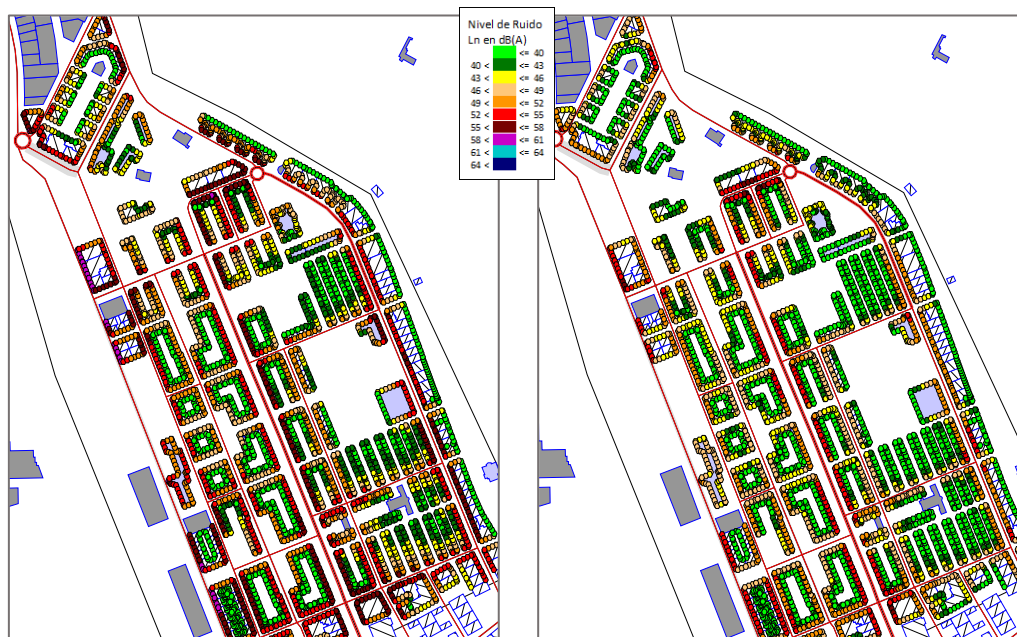 Nivel de Ruido
Ln en dB(A)
<= 40
40 < <= 43
43 < <= 46
46 < <= 49
49 < <= 52
52 < <= 55
55 < <= 58
58 < <= 61
61 < <= 64
64 <